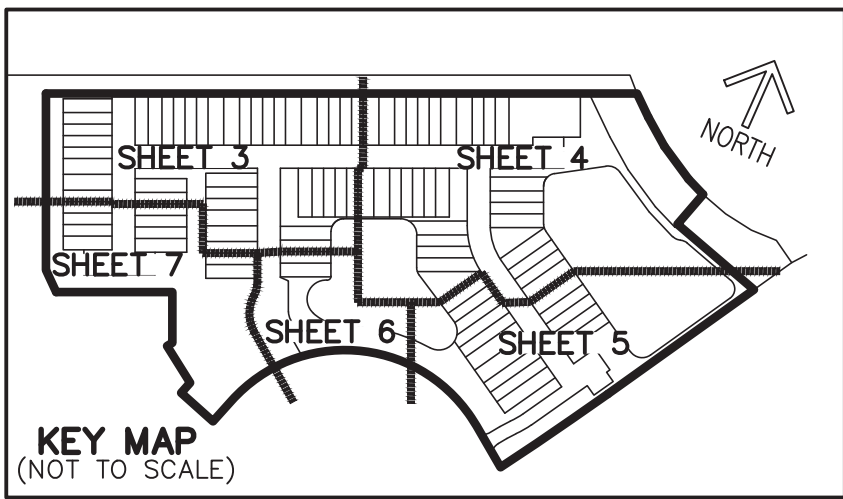 NORTH
SHEET 3
SHEET 4
SHEET 7
SHEET 6
SHEET 5
KEY MAP
(NOT TO SCALE)